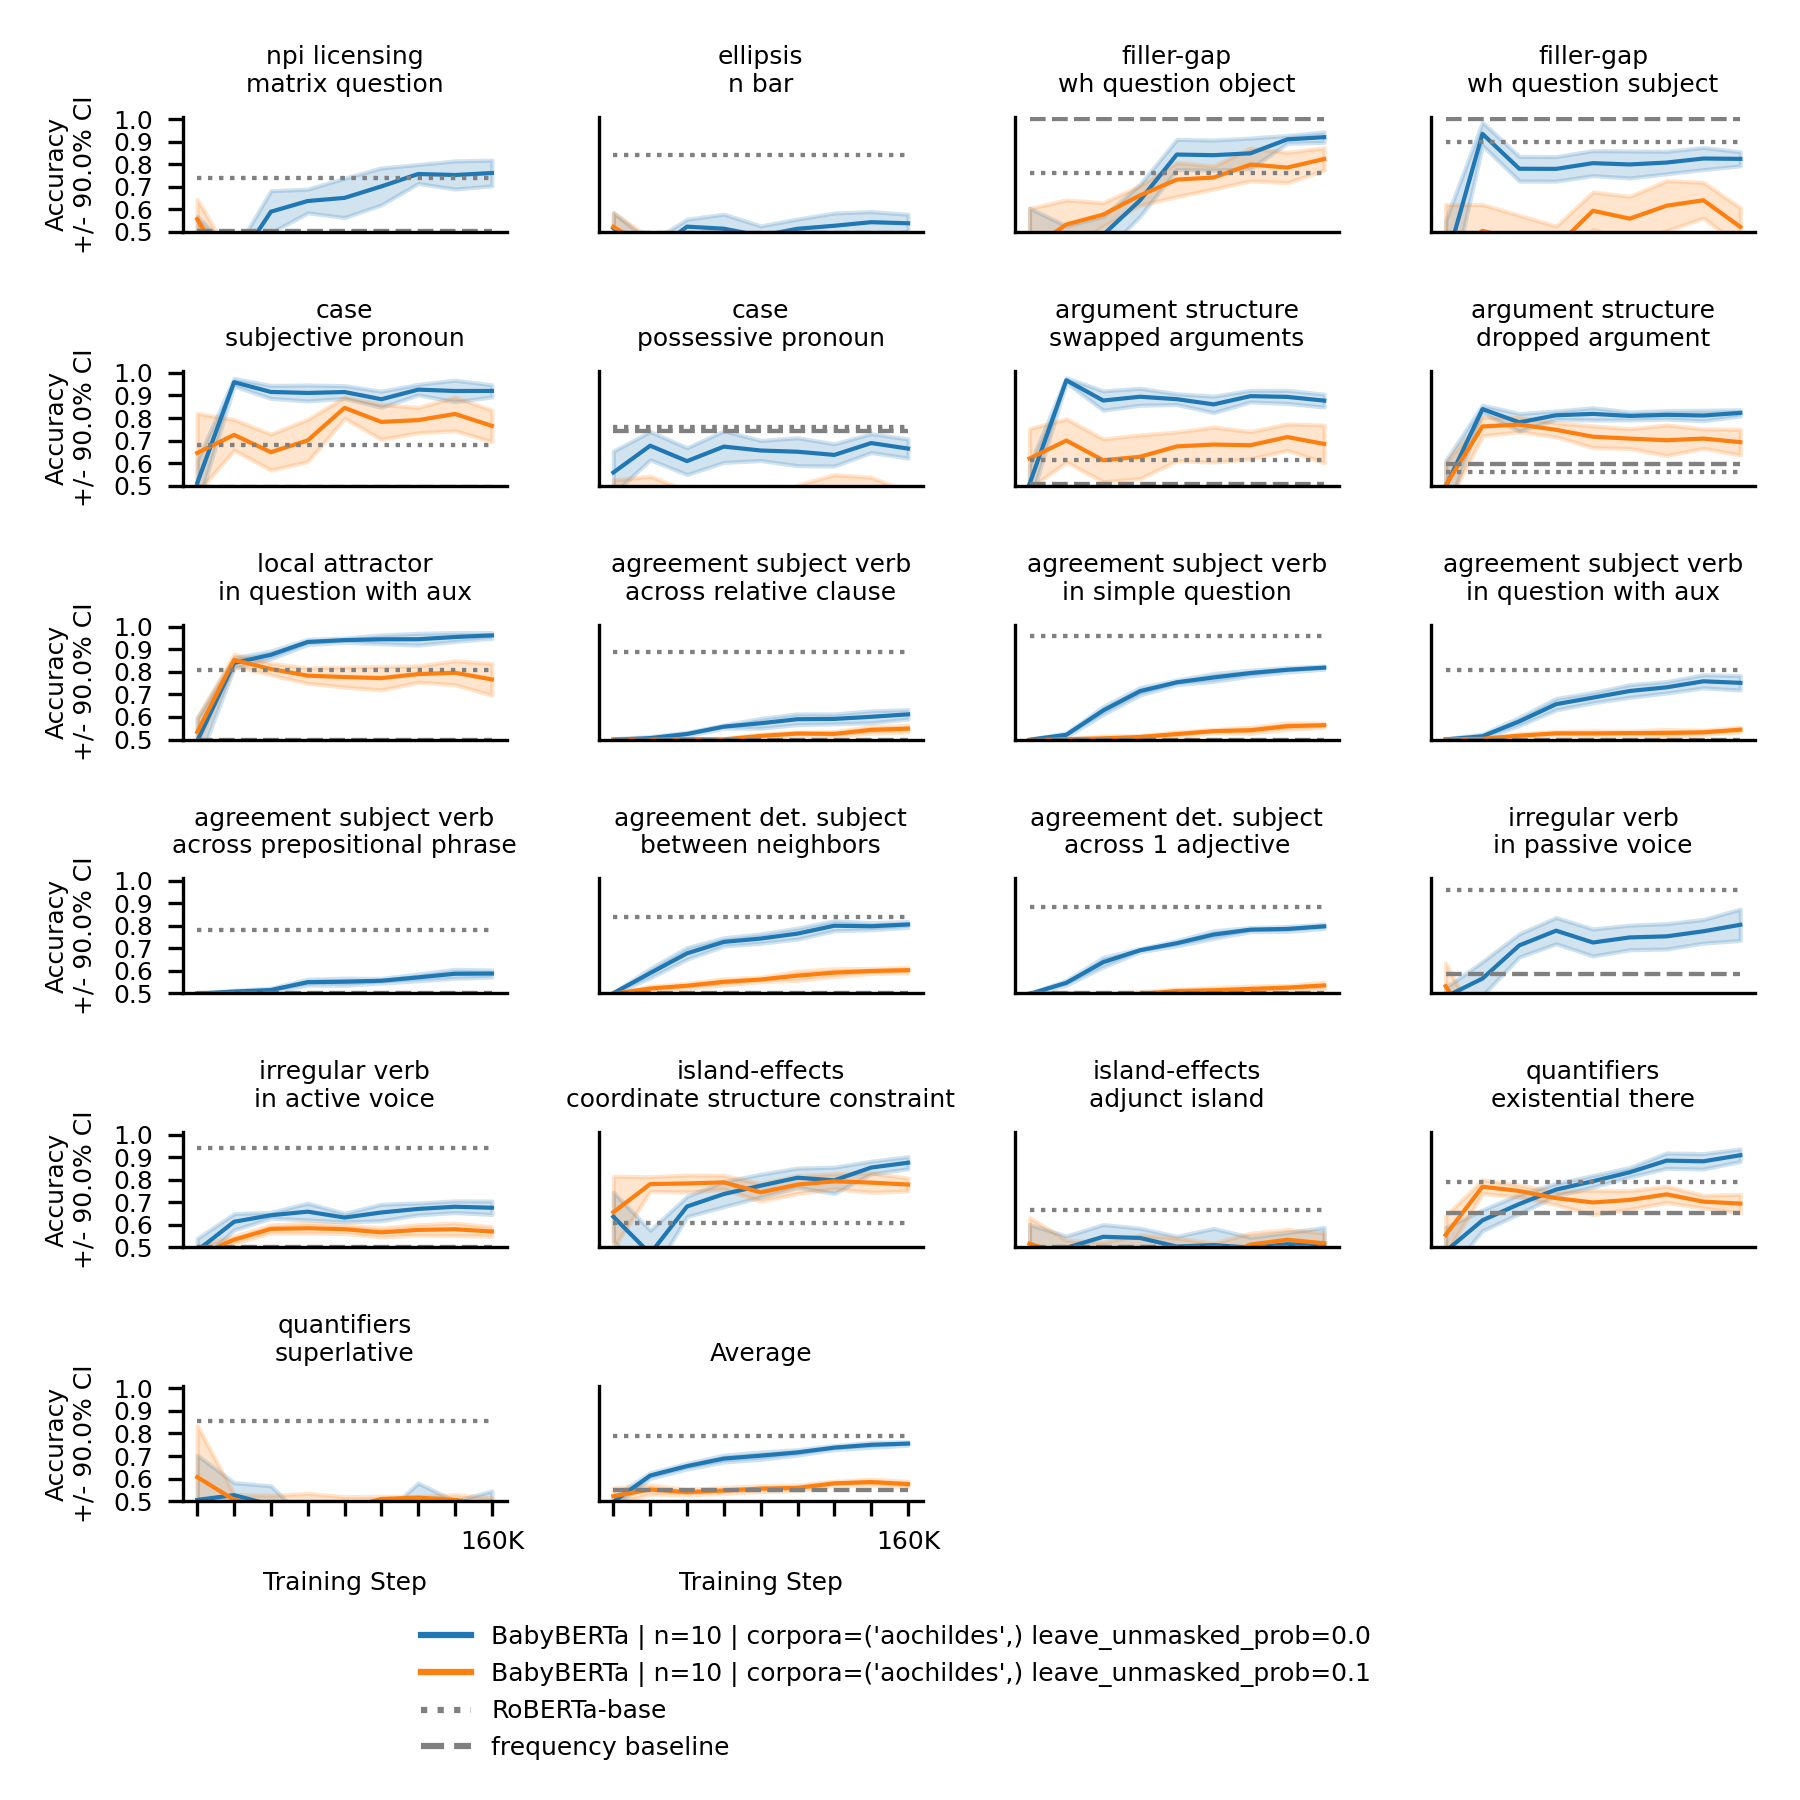 npi licensing
matrix question
ellipsis
n bar
filler-gap
wh question object
filler-gap
wh question subject
Accuracy
+/- 90.0% CI
1.0
0.9
0.8
0.7
0.6
0.5
case
subjective pronoun
case
possessive pronoun
argument structure
swapped arguments
argument structure
dropped argument
Accuracy
+/- 90.0% CI
1.0
0.9
0.8
0.7
0.6
0.5
local attractor
in question with aux
agreement subject verb
across relative clause
agreement subject verb
in simple question
agreement subject verb
in question with aux
Accuracy
+/- 90.0% CI
1.0
0.9
0.8
0.7
0.6
0.5
agreement subject verb
across prepositional phrase
agreement det. subject
between neighbors
agreement det. subject
across 1 adjective
irregular verb
in passive voice
Accuracy
+/- 90.0% CI
1.0
0.9
0.8
0.7
0.6
0.5
irregular verb
in active voice
island-effects
coordinate structure constraint
island-effects
adjunct island
quantifiers
existential there
Accuracy
+/- 90.0% CI
1.0
0.9
0.8
0.7
0.6
0.5
quantifiers
superlative
Average
Accuracy
+/- 90.0% CI
1.0
0.9
0.8
0.7
0.6
0.5
160K
160K
Training Step
Training Step
BabyBERTa | n=10 | corpora=('aochildes',) leave_unmasked_prob=0.0
BabyBERTa | n=10 | corpora=('aochildes',) leave_unmasked_prob=0.1
RoBERTa-base
frequency baseline